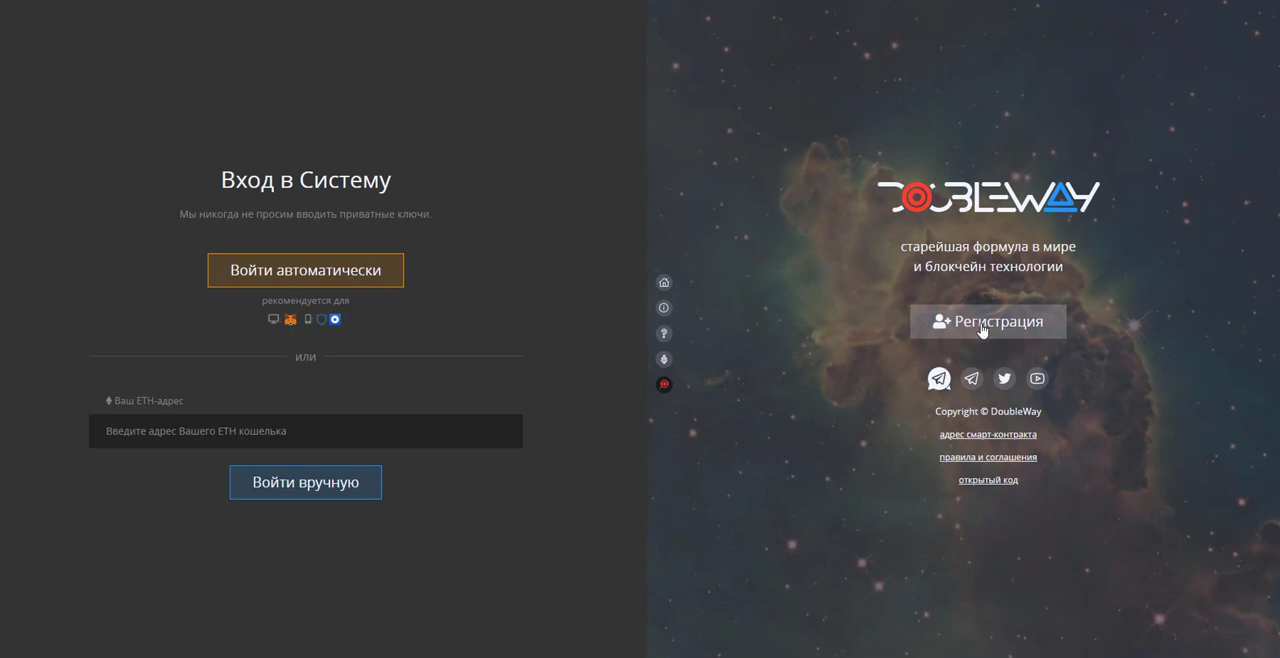 Вход в Систему
Мы никогда не просим вводить приватные ключи.
Войти автоматически
рекомендуется для
или
Ваш ETH-адрес
Введите адрес Вашего ETH кошелька
Войти вручную
DOUBLEWAY
старейшая формула в мире
и блокчейн технологии
Регистрация
Copyright © DoubleWay
адрес смарт-контракта
правила и соглашения
открытый код